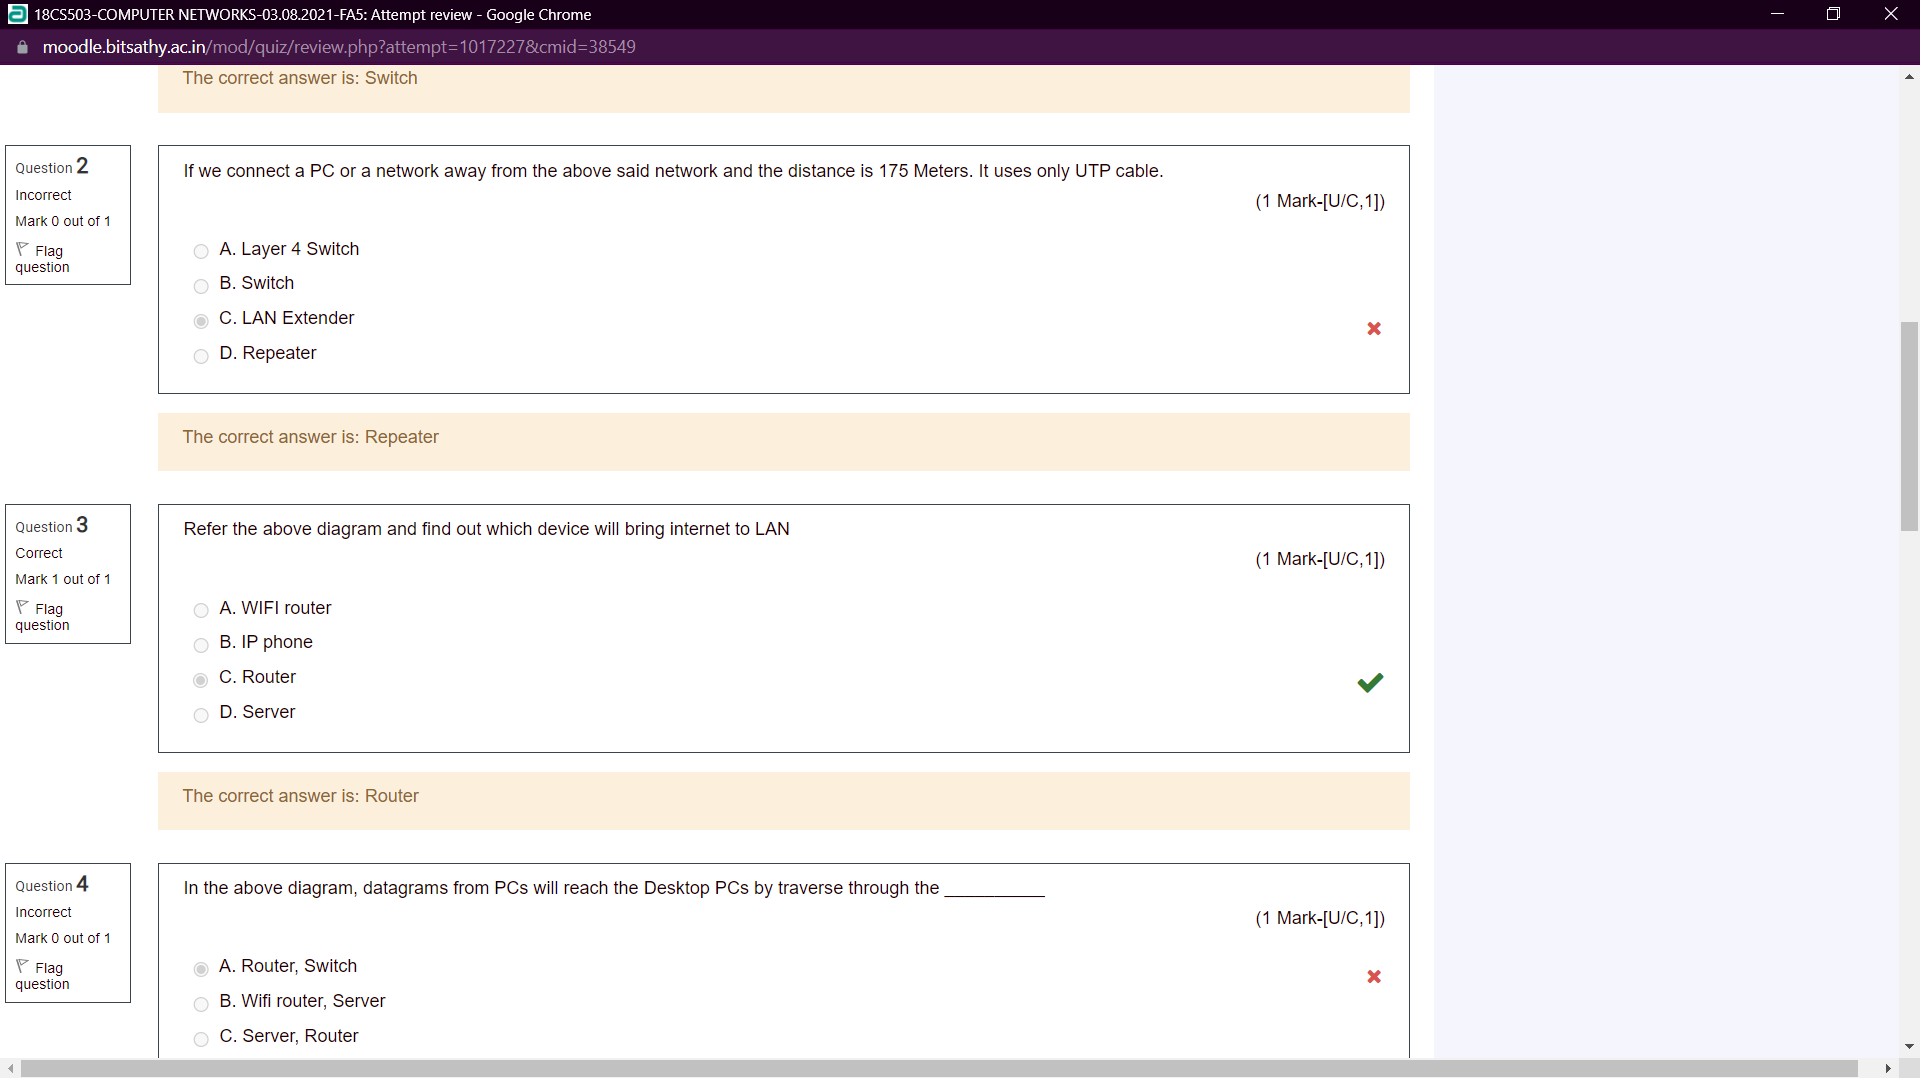 18CS503-COMPUTER NETWORKS-03.08.2021-FA5: Attempt review - Google Chrome
moodle.bitsathy.ac.in/mod/quiz/review.php?attempt=1017227&cmid=38549
The correct answer is: Switch
Question 2
Incorrect
Mark 0 out of 1
Flag
question
If we connect a PC or a network away from the above said network and the distance is 175 Meters. It uses only UTP cable.
(1 Mark-[U/C,1])
A. Layer 4 Switch
B. Switch
C. LAN Extender
D. Repeater
The correct answer is: Repeater
Question 3
Correct
Mark 1 out of 1
Flag
question
Refer the above diagram and find out which device will bring internet to LAN
(1 Mark-[U/C,1])
A. WIFI router
B. IP phone
C. Router
D. Server
The correct answer is: Router
Question 4
Incorrect
Mark 0 out of 1
Flag
question
In the above diagram, datagrams from PCs will reach the Desktop PCs by traverse through the __________
(1 Mark-[U/C,1])
A. Router, Switch
B. Wifi router, Server
C. Server, Router